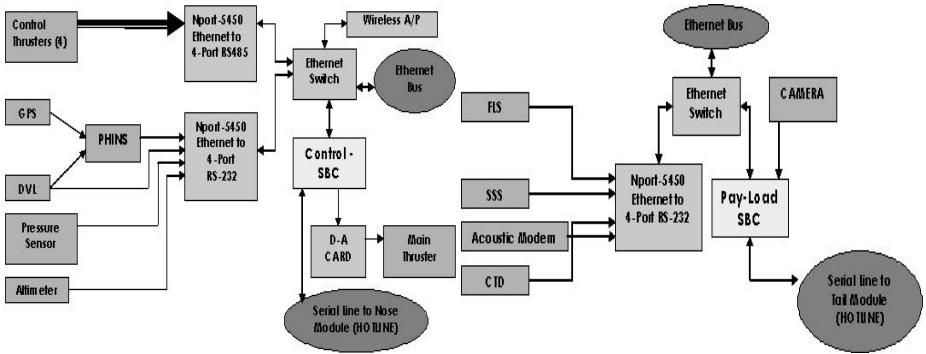 Control
Thrusters (4)
Nport-5450
Ethernet to
4-Port RS485
Wireless A/P
Ethernet
Switch
Ethernet
Bus
GPS
PHINS
DVL
Nport-5450
Ethernet to
4-Port
RS-232
Pressure
Sensor
Altimeter
Control -
SBC
D-A
CARD
Main
Thruster
Serial line to Nose
Module (HOTLINE)
Ethernet Bus
Ethernet
Switch
CAMERA
FLS
SSS
Acoustic Modem
CTD
Nport-5450
Ethernet to
4-Port RS-232
Pay-Load
SBC
Serial line to
Tail Module
(HOTLINE)